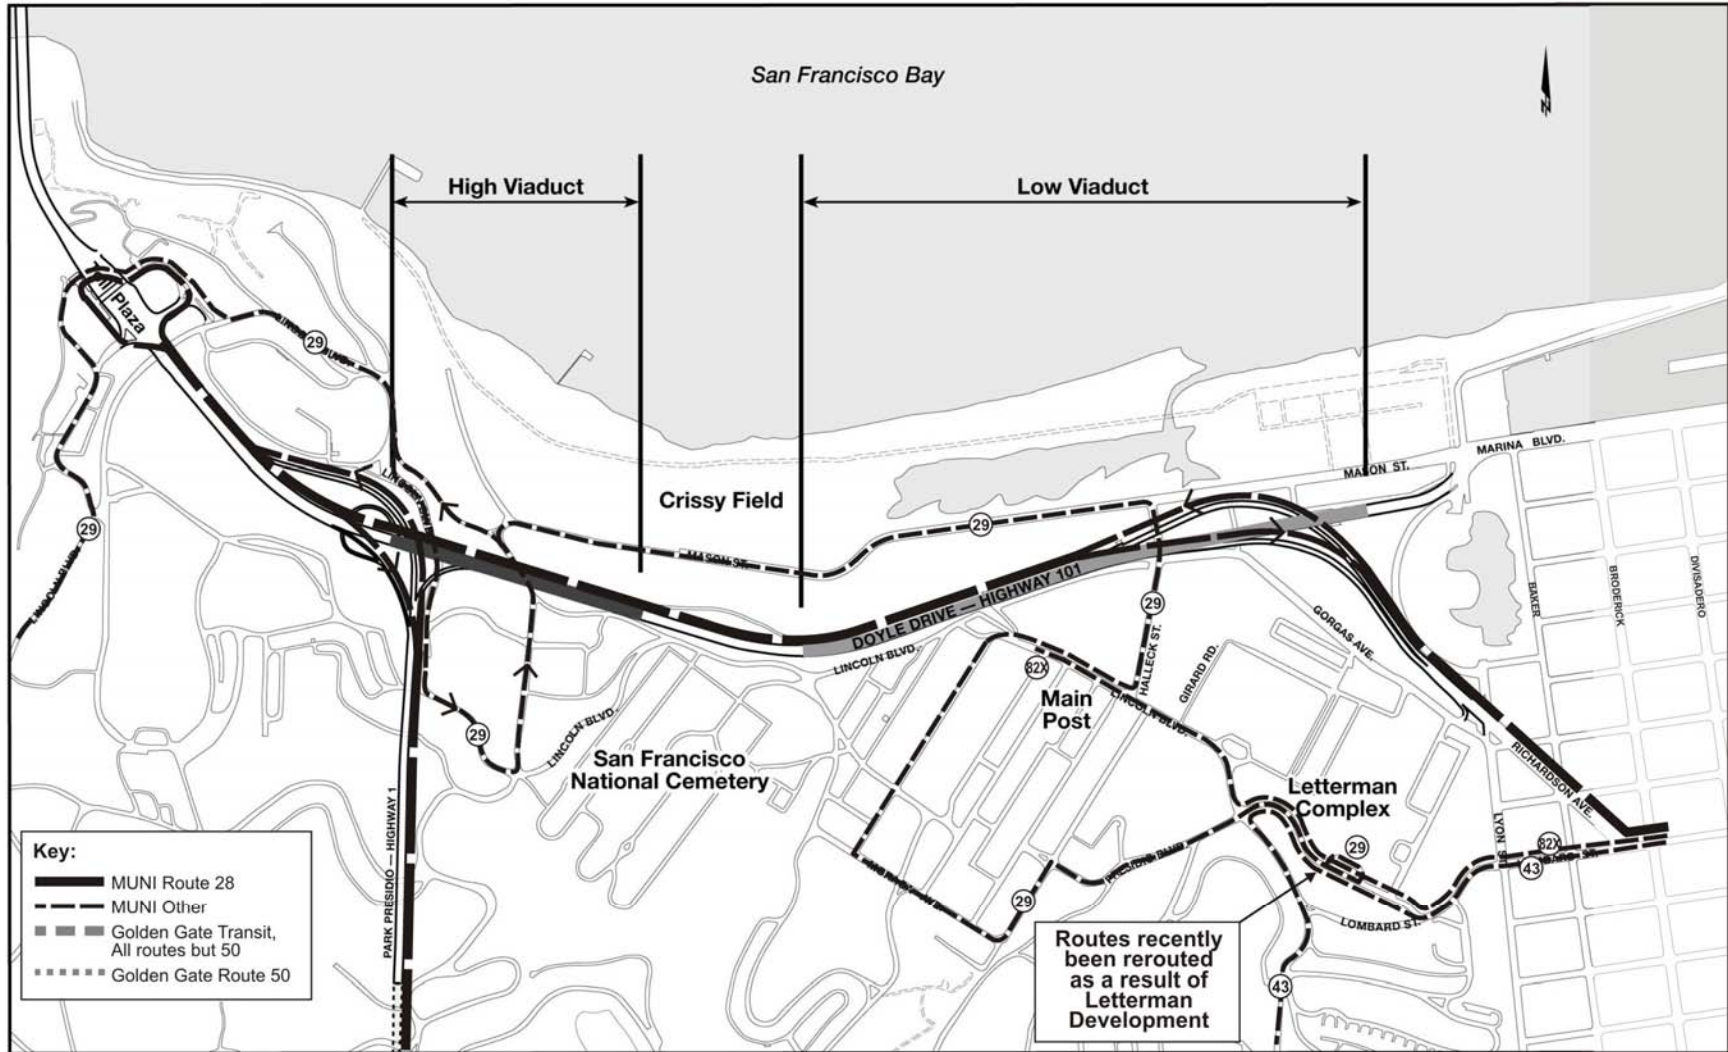 San Francisco Bay
N
High Viaduct
Low Viaduct
Plaza
29
29
Crissy Field
29
MARINA BLVD.
MASON ST.
MASON ST.
DOYLE DRIVE — HIGHWAY 101
LINCOLN BLVD.
BAKER
BRODERICK
DIVISADERO
GORGAS AVE.
29
HALLECK ST.
GIRARD RD.
82X
Main
Post
LINCOLN BLVD.
29
LINCOLN BLVD.
San Francisco
National Cemetery
Letterman
Complex
RICHARDSON AVE.
PARK PRESIDIO — HIGHWAY 1
PRESIDIO BLVD
29
82X
43
29
LOMBARD ST.
43
Routes recently
been rerouted
as a result of
Letterman
Development
Key:
MUNI Route 28
MUNI Other
Golden Gate Transit,
All routes but 50
Golden Gate Route 50